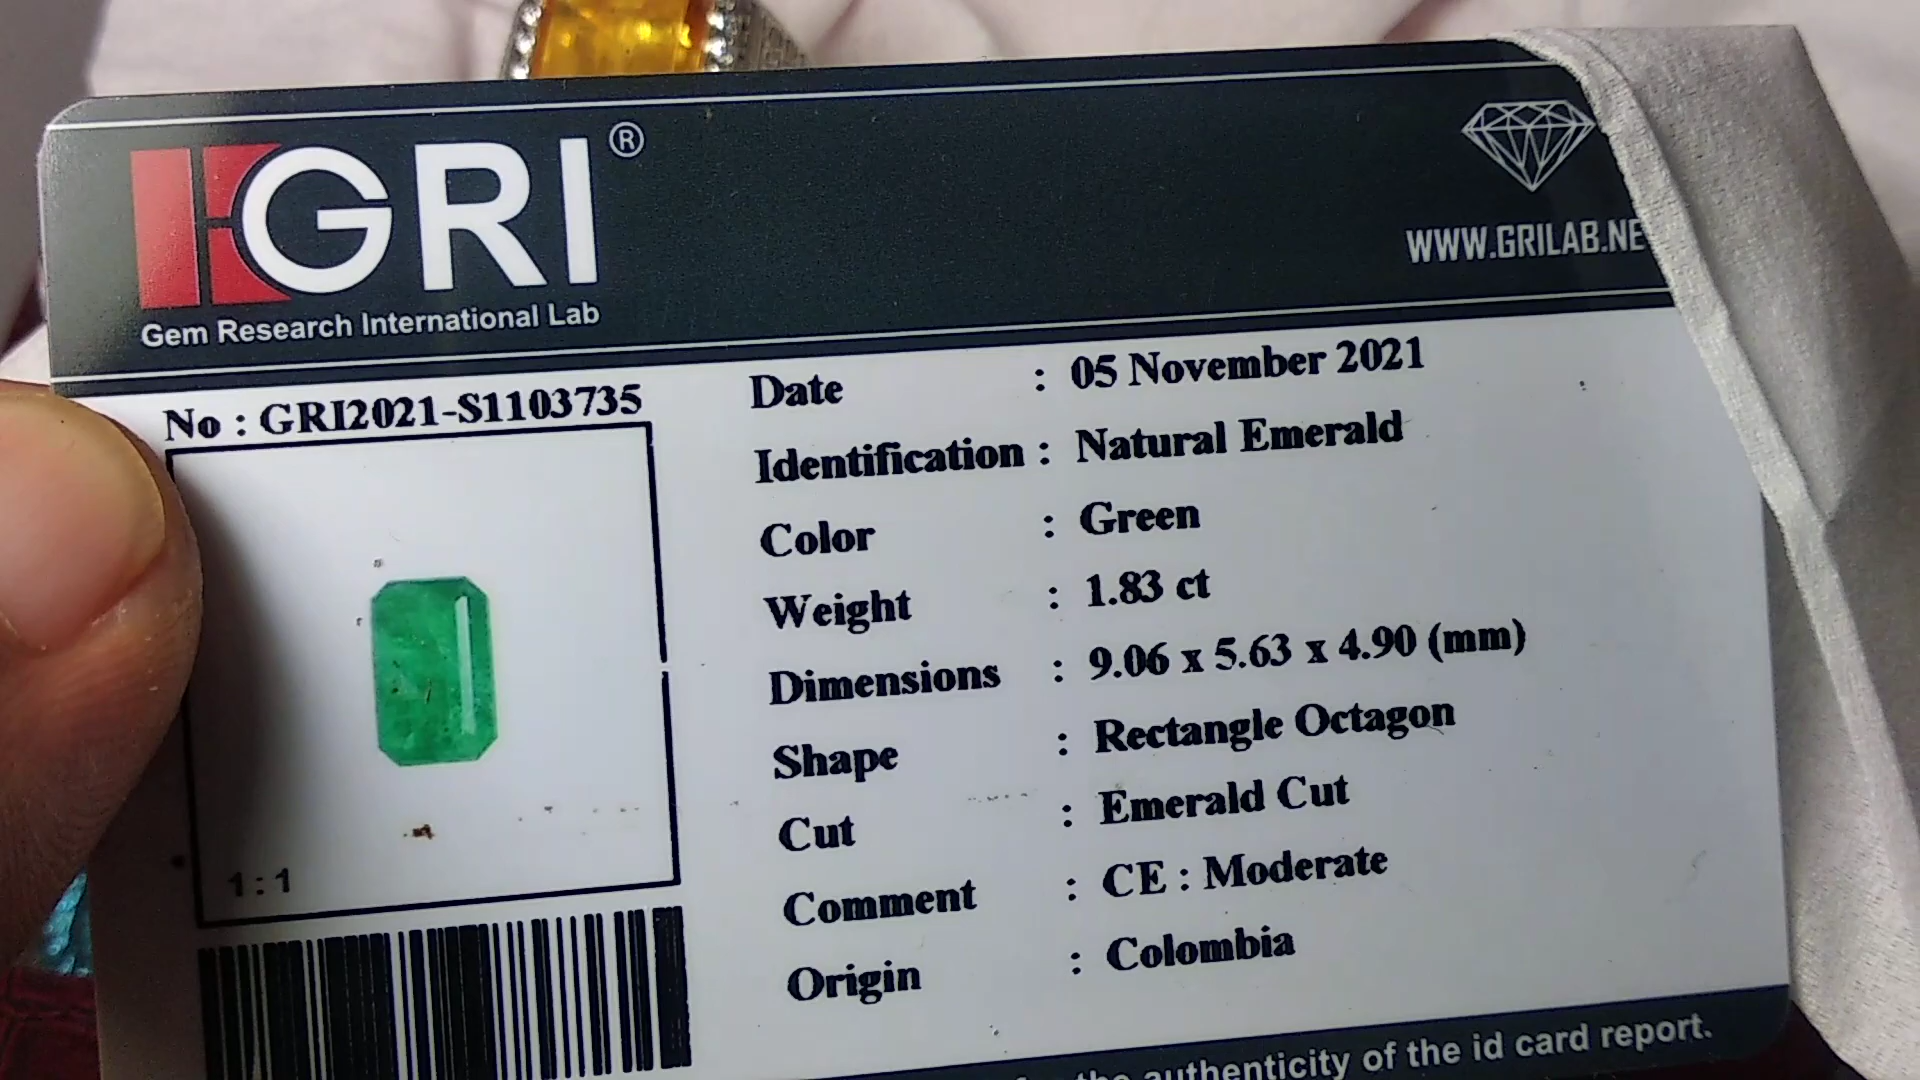 GRI®
Gem Research International Lab
WWW.GRILAB.NE
No : GRI2021-S1103735
1:1
Date : 05 November 2021
Identification : Natural Emerald
Color : Green
Weight : 1.83 ct
Dimensions : 9.06 x 5.63 x 4.90 (mm)
Shape : Rectangle Octagon
Cut : Emerald Cut
Comment : CE : Moderate
Origin : Colombia
the authenticity of the id card report.